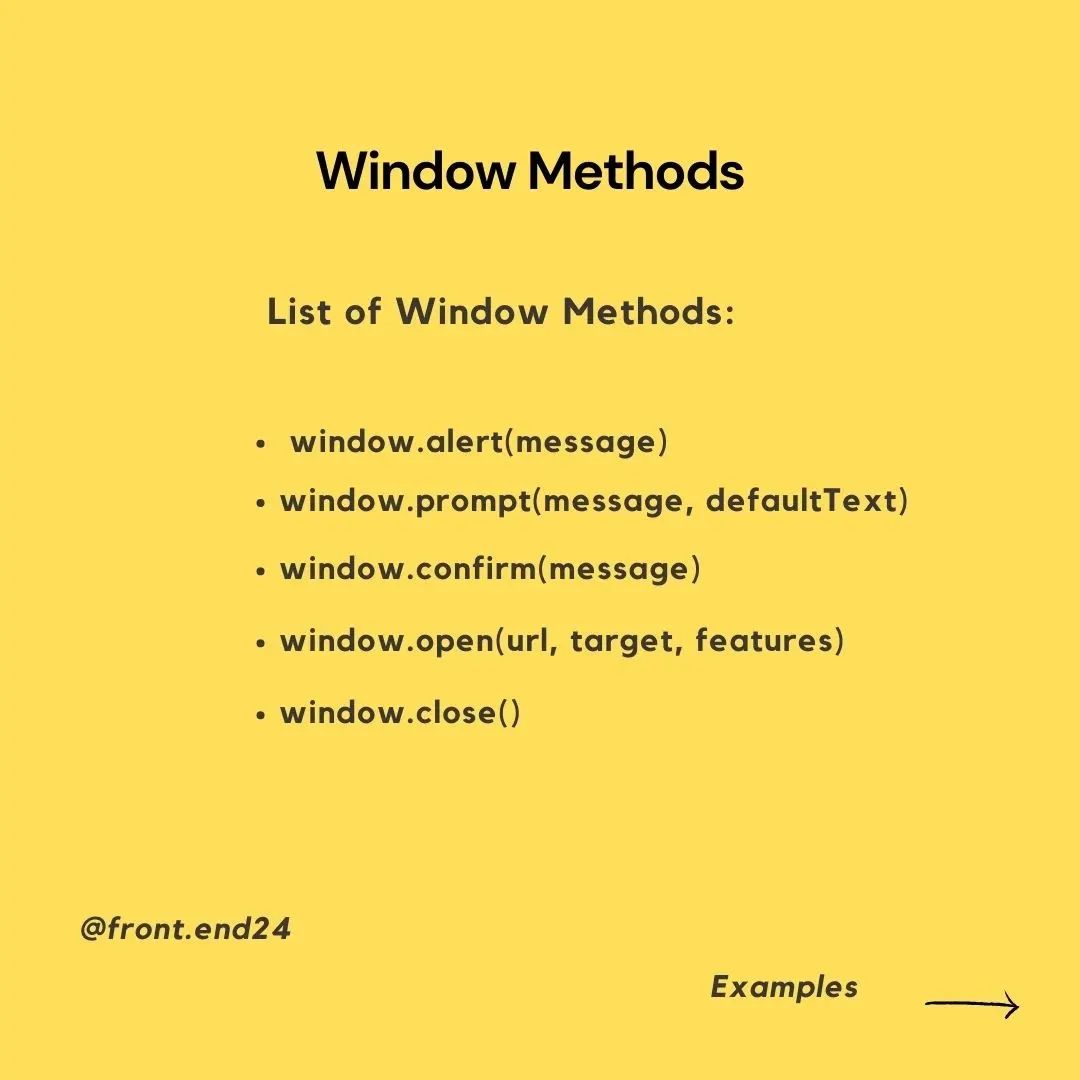 Window Methods
List of Window Methods:
• window.alert(message)
• window.prompt(message, defaultText)
• window.confirm(message)
• window.open(url, target, features)
• window.close()
@front.end24
Examples